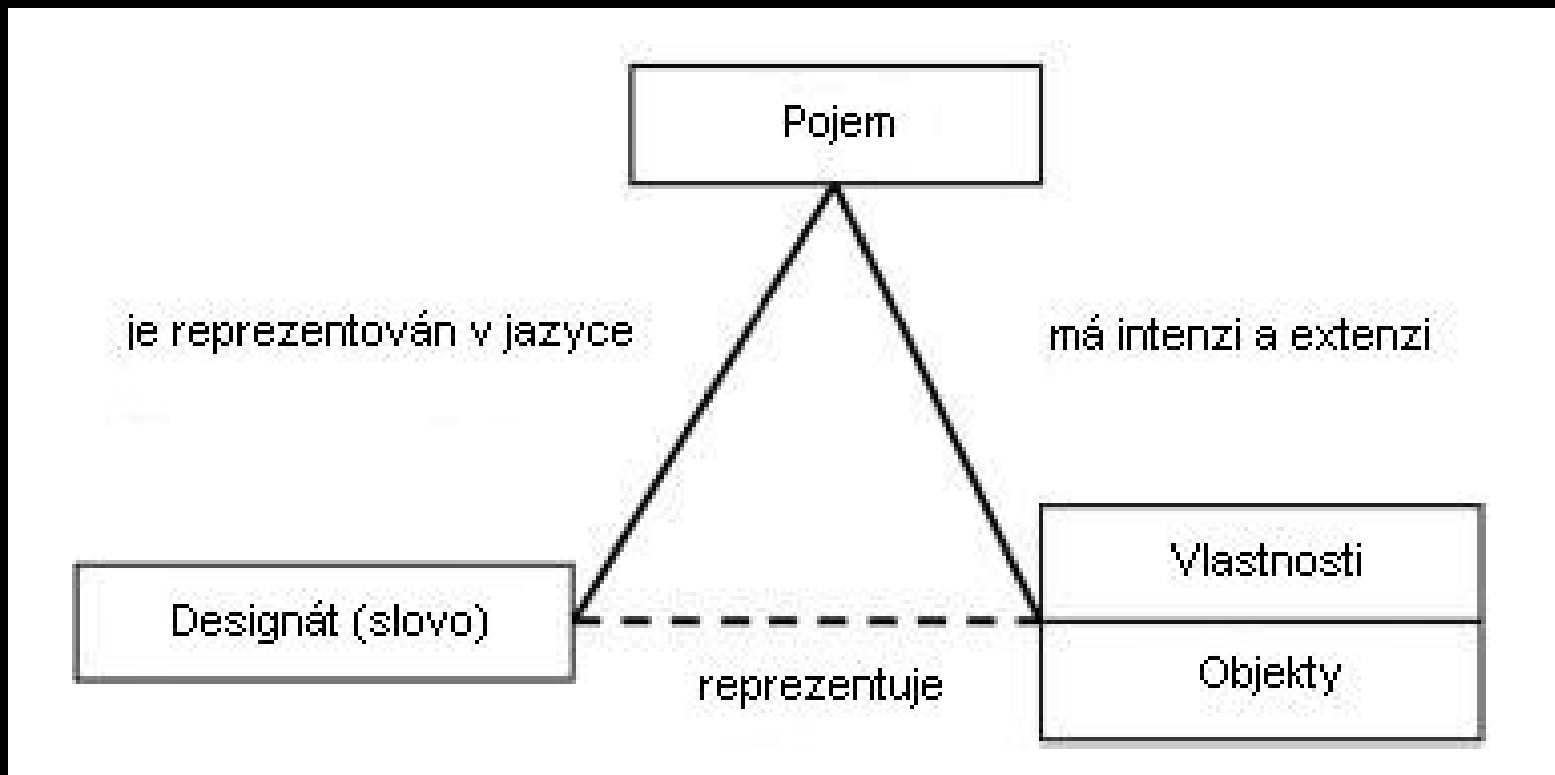 Pojem
je reprezentován v jazyce
má intenzi a extenzi
Vlastnosti
Designát (slovo)
reprezentuje
Objekty